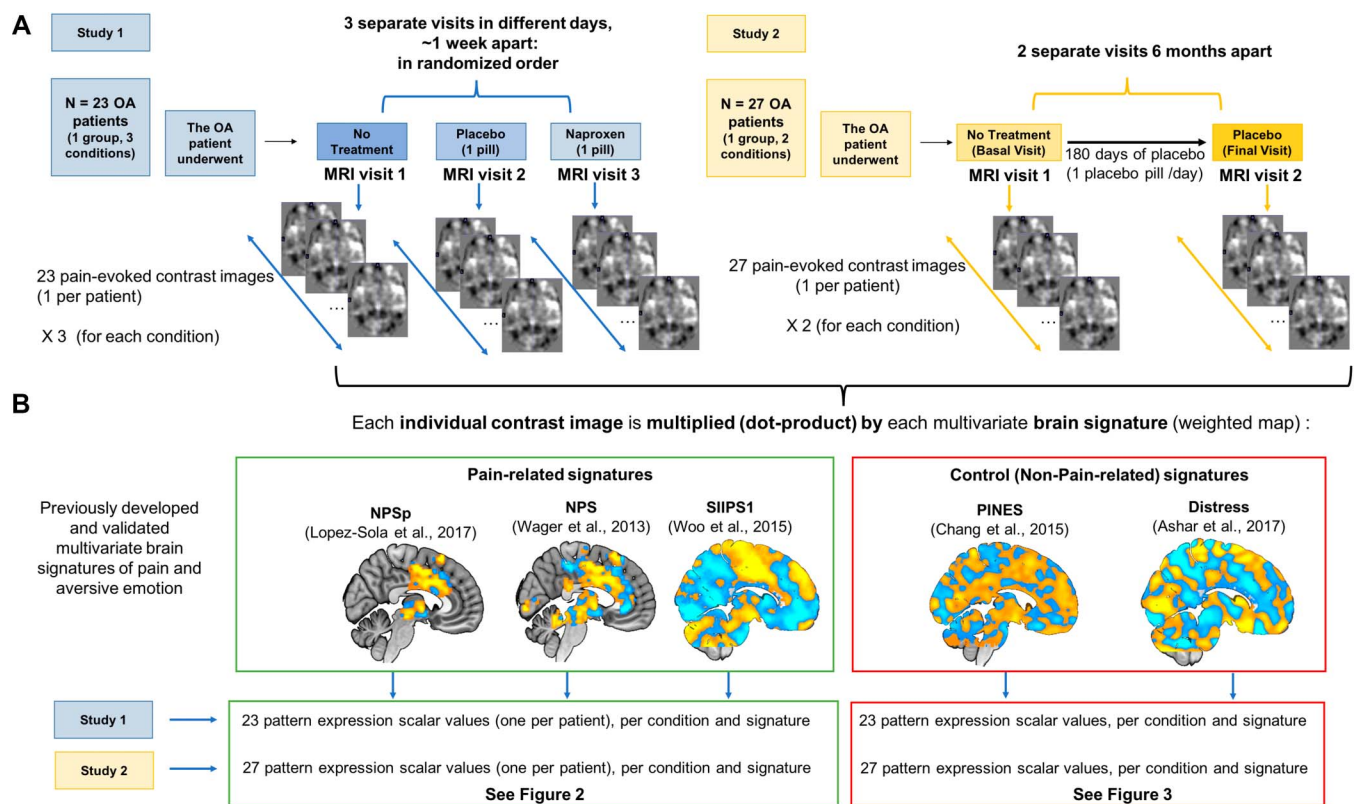 A
Study 1
3 separate visits in different days,
~1 week apart:
in randomized order
N = 23 OA
patients
(1 group, 3
conditions)
The OA
patient
underwent
No
Treatment
Placebo
(1 pill)
Naproxen
(1 pill)
MRI visit 1
MRI visit 2
MRI visit 3
23 pain-evoked contrast images
(1 per patient)
X 3 (for each condition)
...
...
...
Study 2
2 separate visits 6 months apart
N = 27 OA
patients
(1 group, 2
conditions)
The OA
patient
underwent
No Treatment
(Basal Visit)
180 days of placebo
(1 placebo pill /day)
Placebo
(Final Visit)
MRI visit 1
MRI visit 2
27 pain-evoked contrast images
(1 per patient)
X 2 (for each condition)
...
...
B
Each individual contrast image is multiplied (dot-product) by each multivariate brain signature (weighted map) :
Previously developed
and validated
multivariate brain
signatures of pain and
aversive emotion
Pain-related signatures
NPSp
(Lopez-Sola et al., 2017)
NPS
(Wager et al., 2013)
SIIPS1
(Woo et al., 2015)
Control (Non-Pain-related) signatures
PINES
(Chang et al., 2015)
Distress
(Ashar et al., 2017)
Study 1
23 pattern expression scalar values (one per patient), per condition and signature
23 pattern expression scalar values, per condition and signature
Study 2
27 pattern expression scalar values (one per patient), per condition and signature
27 pattern expression scalar values, per condition and signature
See Figure 2
See Figure 3